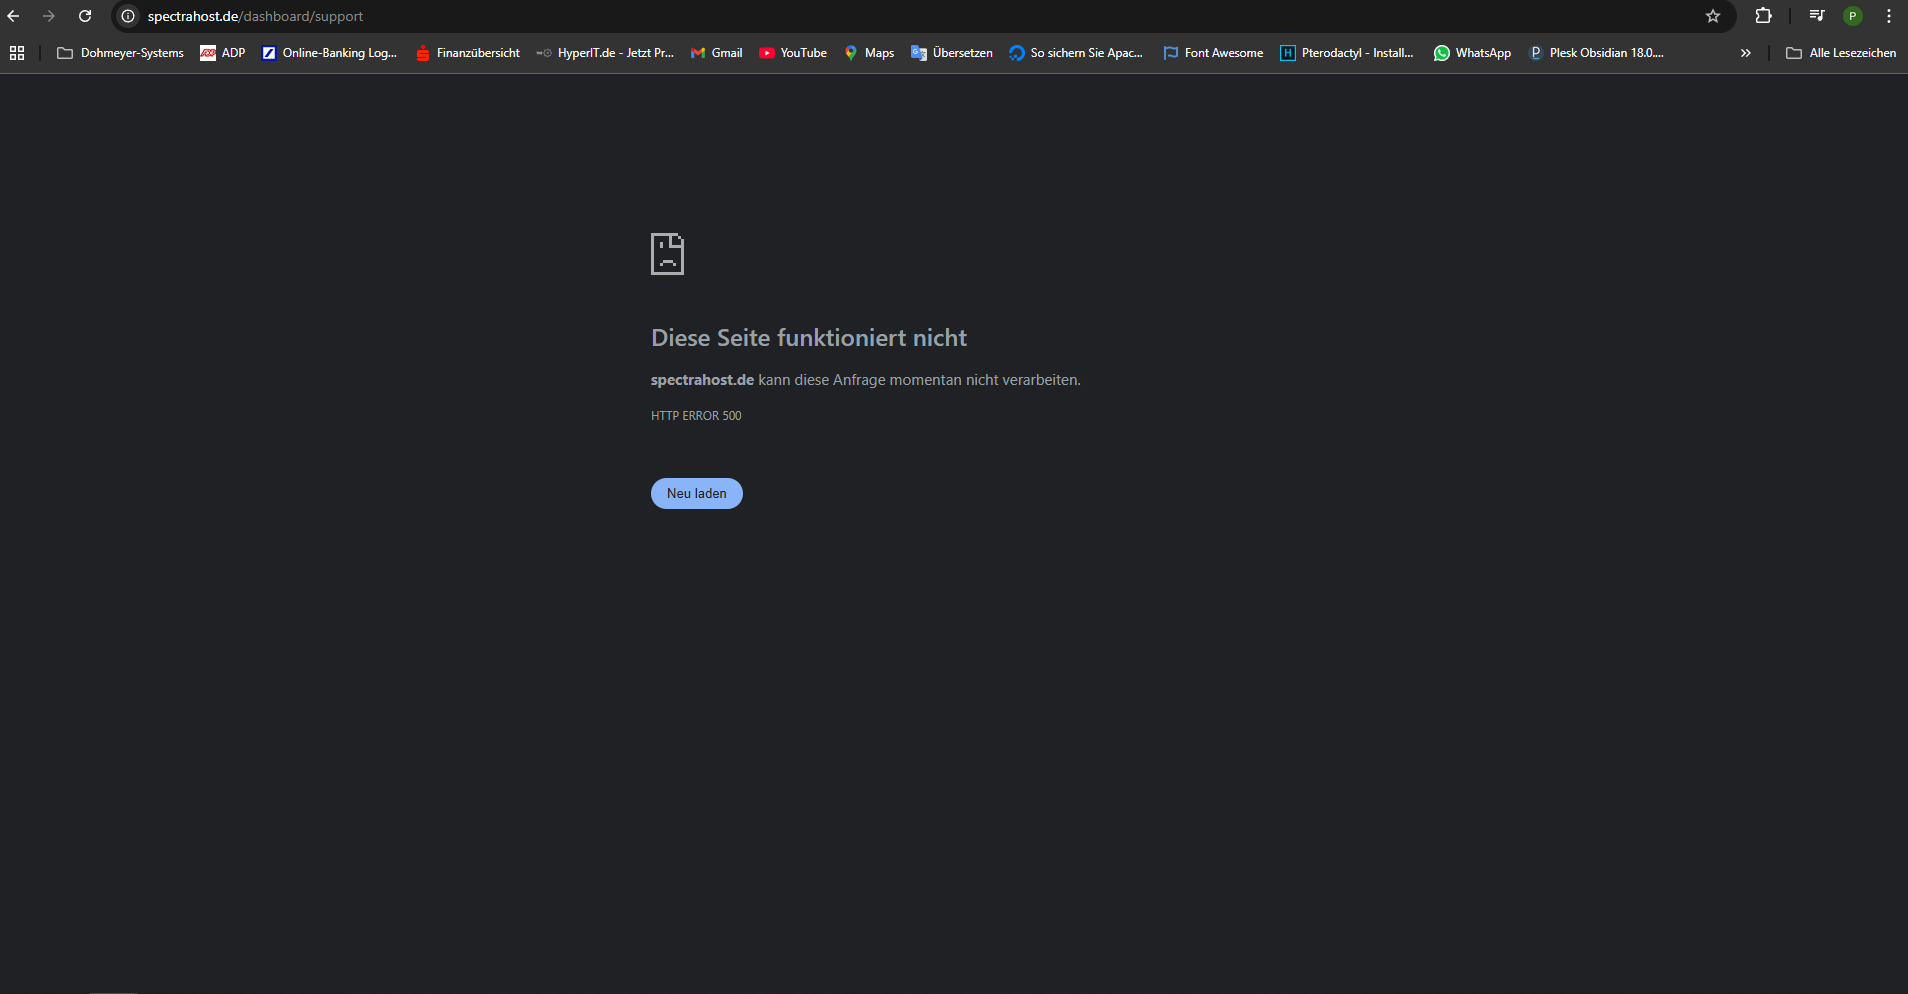 spectrahost.de/dashboard/support
P
Dohmeyer-Systems ADP Online-Banking Log... Finanzübersicht HyperIT.de - Jetzt Pr... Gmail YouTube Maps Übersetzen So sichern Sie Apac... Font Awesome Pterodactyl - Install... WhatsApp Plesk Obsidian 18.0.... » Alle Lesezeichen
Diese Seite funktioniert nicht
spectrahost.de kann diese Anfrage momentan nicht verarbeiten.
HTTP ERROR 500
Neu laden